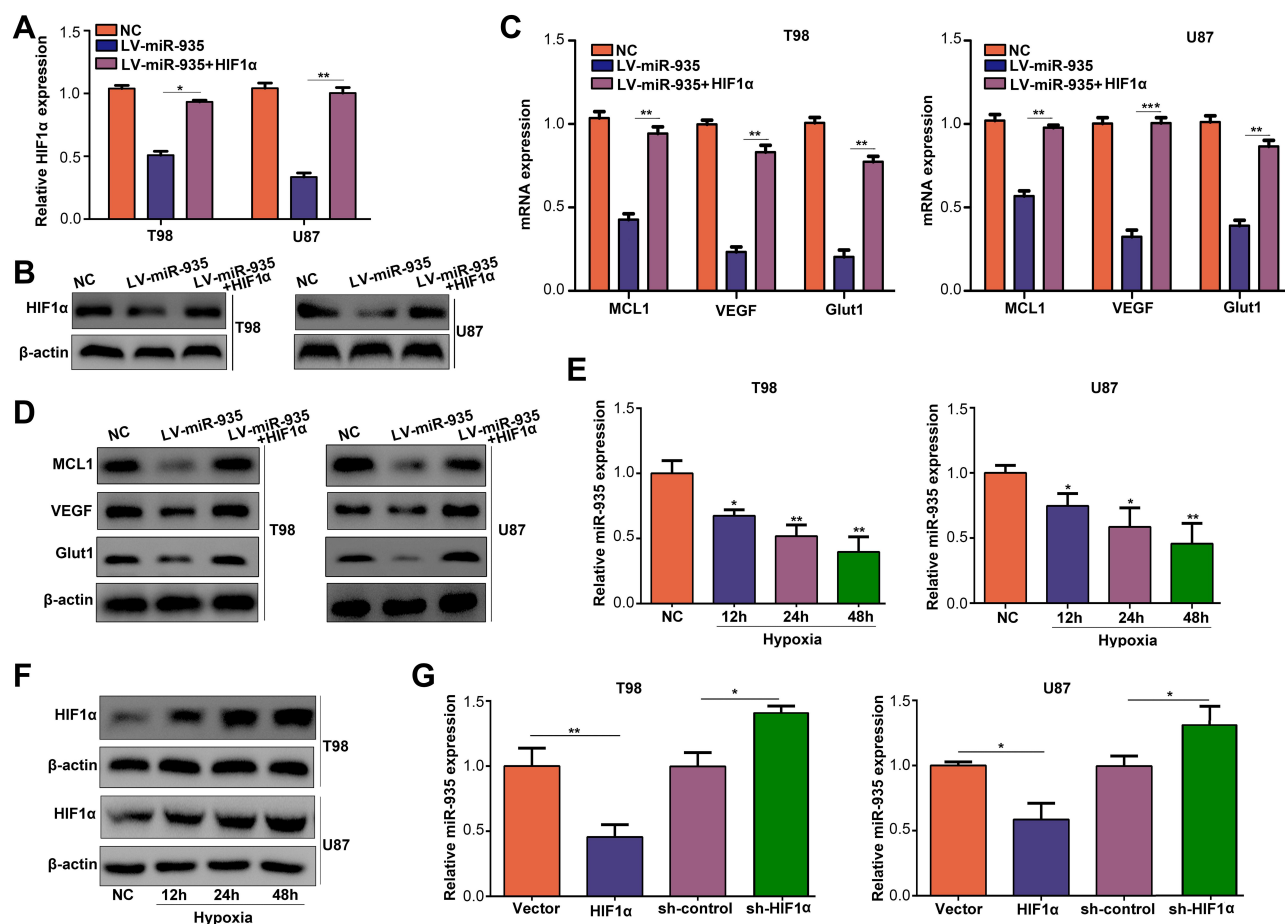 A
Relative HIF1α expression
1.5
1.0
0.5
0.0
NC
LV-miR-935
LV-miR-935+HIF1α
*
**
T98
U87
B
NC
LV-miR-935
LV-miR-935
+HIF1α
HIF1α
β-actin
T98
NC
LV-miR-935
LV-miR-935
+HIF1α
U87
C
T98
mRNA expression
1.5
1.0
0.5
0.0
NC
LV-miR-935
LV-miR-935+HIF1α
**
**
**
MCL1
VEGF
Glut1
U87
mRNA expression
1.5
1.0
0.5
0.0
NC
LV-miR-935
LV-miR-935+HIF1α
**
***
**
MCL1
VEGF
Glut1
D
NC
LV-miR-935
LV-miR-935
+HIF1α
MCL1
VEGF
Glut1
β-actin
T98
NC
LV-miR-935
LV-miR-935
+HIF1α
U87
E
T98
Relative miR-935 expression
1.5
1.0
0.5
0.0
*
**
**
NC
12h
24h
48h
Hypoxia
U87
Relative miR-935 expression
1.5
1.0
0.5
0.0
*
*
**
NC
12h
24h
48h
Hypoxia
F
HIF1α
β-actin
T98
HIF1α
β-actin
U87
NC
12h
24h
48h
Hypoxia
G
T98
Relative miR-935 expression
1.5
1.0
0.5
0.0
**
*
Vector
HIF1α
sh-control
sh-HIF1α
U87
Relative miR-935 expression
1.5
1.0
0.5
0.0
*
*
Vector
HIF1α
sh-control
sh-HIF1α